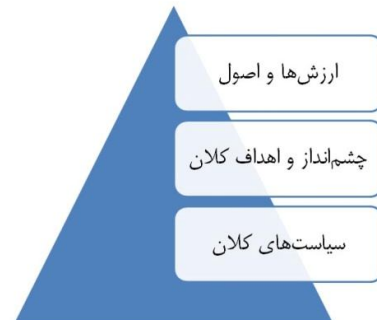 ارزش‌ها و اصول
چشم‌انداز و اهداف کلان
سیاست‌های کلان